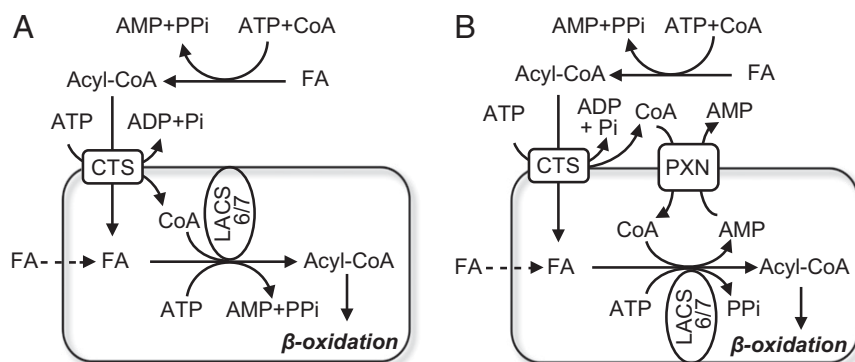 A
AMP+PPi ATP+CoA
Acyl-CoA FA
ATP ADP+Pi
CTS
CoA
LACS
6/7
FA FA Acyl-CoA
ATP AMP+PPi
β-oxidation
B
AMP+PPi ATP+CoA
Acyl-CoA FA
ATP ADP
+ Pi
CoA AMP
CTS PXN
CoA AMP
FA FA Acyl-CoA
ATP PPi
LACS
6/7
β-oxidation